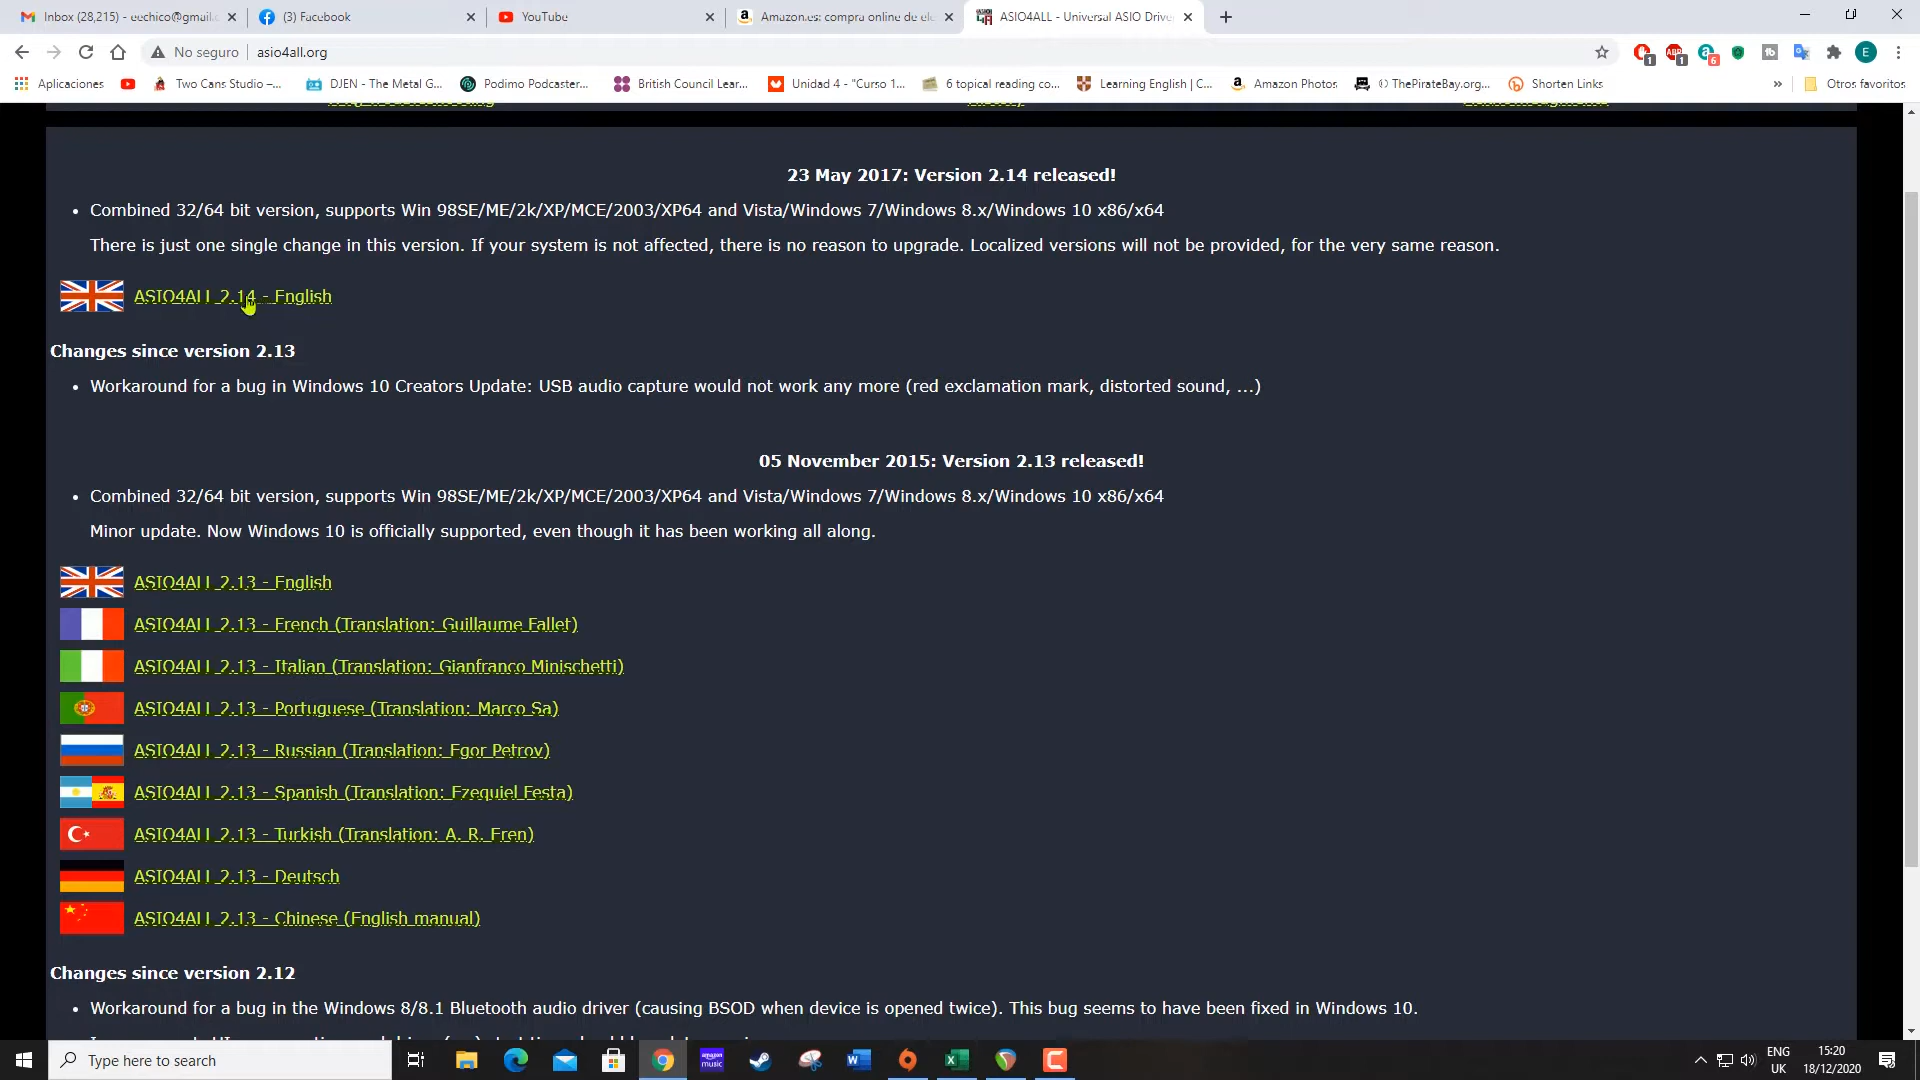 Inbox (28,215) - eechico@gmail.c
(3) Facebook
YouTube
Amazon.es: compra online de ele
ASIO4ALL - Universal ASIO Drive
No seguro
asio4all.org
1
1
6
E
Aplicaciones
Two Cans Studio –...
DJEN - The Metal G...
Podimo Podcaster...
British Council Lear...
Unidad 4 - "Curso 1...
6 topical reading co...
Learning English | C...
Amazon Photos
© ThePirateBay.org...
Shorten Links
»
Otros favoritos
23 May 2017: Version 2.14 released!
• Combined 32/64 bit version, supports Win 98SE/ME/2k/XP/MCE/2003/XP64 and Vista/Windows 7/Windows 8.x/Windows 10 x86/x64
There is just one single change in this version. If your system is not affected, there is no reason to upgrade. Localized versions will not be provided, for the very same reason.
ASIO4ALL 2.14 - English
Changes since version 2.13
• Workaround for a bug in Windows 10 Creators Update: USB audio capture would not work any more (red exclamation mark, distorted sound, ...)
05 November 2015: Version 2.13 released!
• Combined 32/64 bit version, supports Win 98SE/ME/2k/XP/MCE/2003/XP64 and Vista/Windows 7/Windows 8.x/Windows 10 x86/x64
Minor update. Now Windows 10 is officially supported, even though it has been working all along.
ASIO4ALL 2.13 - English
ASIO4ALL 2.13 - French (Translation: Guillaume Fallet)
ASIO4ALL 2.13 - Italian (Translation: Gianfranco Minischetti)
ASIO4ALL 2.13 - Portuguese (Translation: Marco Sa)
ASIO4ALL 2.13 - Russian (Translation: Egor Petrov)
ASIO4ALL 2.13 - Spanish (Translation: Ezequiel Festa)
ASIO4ALL 2.13 - Turkish (Translation: A. R. Eren)
ASIO4ALL 2.13 - Deutsch
ASIO4ALL 2.13 - Chinese (English manual)
Changes since version 2.12
• Workaround for a bug in the Windows 8/8.1 Bluetooth audio driver (causing BSOD when device is opened twice). This bug seems to have been fixed in Windows 10.
Type here to search
amazon music
ENG
UK
15:20
18/12/2020